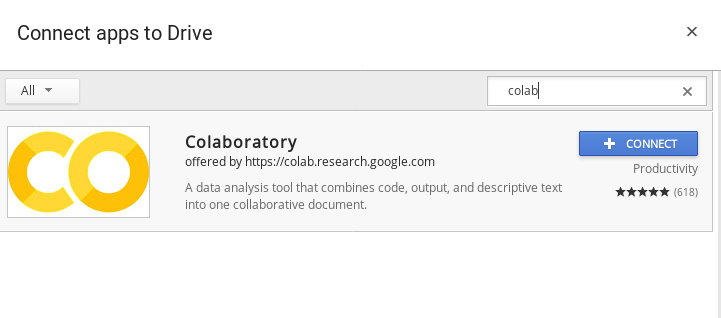 Connect apps to Drive
All
colab
Colaboratory
offered by https://colab.research.google.com
A data analysis tool that combines code, output, and descriptive text
into one collaborative document.
CONNECT
Productivity
(618)